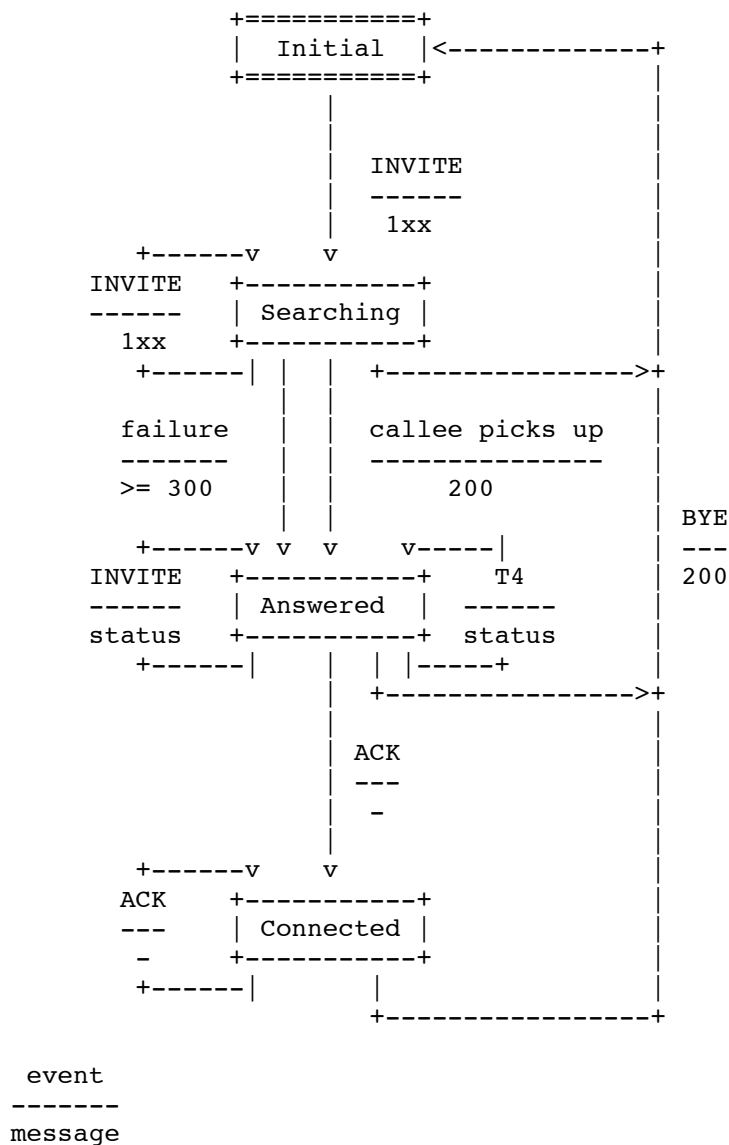 Initial
INVITE
1xx
INVITE
Searching
1xx
failure callee picks up
>= 300 200
BYE
INVITE T4
200
Answered
status status
ACK
-
ACK
Connected
-
event
message